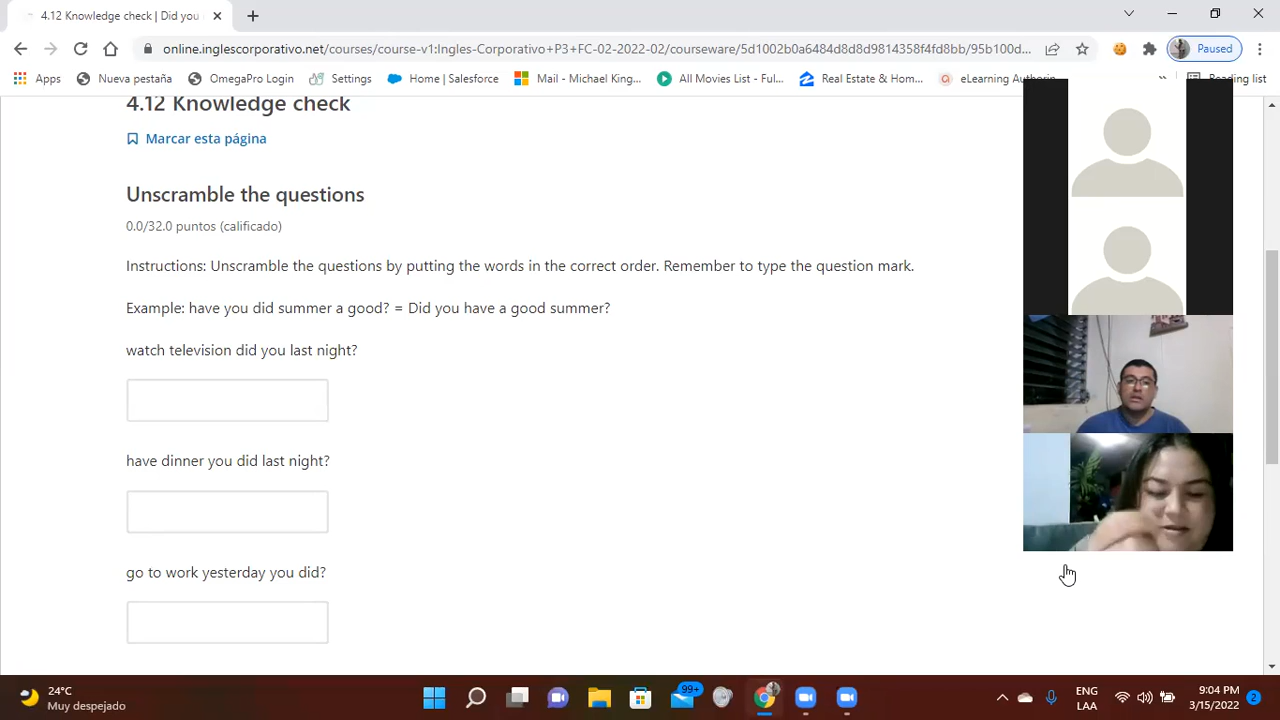 4.12 Knowledge check | Did you
online.inglescorporativo.net/courses/course-v1:Ingles-Corporativo+P3+FC-02-2022-02/courseware/5d1002b0a6484d8d8d9814358f4fd8bb/95b100d...
Paused
Apps
Nueva pestaña
OmegaPro Login
Settings
Home | Salesforce
Mail - Michael King...
All Movies List - Ful...
Real Estate & Hom...
eLearning Authorin
»
Reading list
4.12 Knowledge check
Marcar esta página
Unscramble the questions
0.0/32.0 puntos (calificado)
Instructions: Unscramble the questions by putting the words in the correct order. Remember to type the question mark.
Example: have you did summer a good? = Did you have a good summer?
watch television did you last night?
have dinner you did last night?
go to work yesterday you did?
24°C
Muy despejado
99+
ENG
LAA
9:04 PM
3/15/2022
2